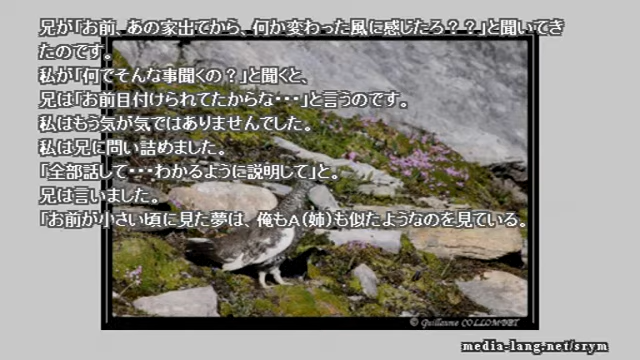 兄が「お前、あの家出てから、何か変わった風に感じたろ？？」と聞いてき
たのです。
私が「何でそんな事聞くの？」と聞くと、
兄は「お前目付けられてたからな・・・」と言うのです。
私はもう気が気ではありませんでした。
私は兄に問い詰めました。
「全部話して・・・わかるように説明して」と。
兄は言いました。
「お前が小さい頃に見た夢は、俺もＡ（姉）も似たようなのを見ている。
© Guillaume COLLOMBET
media-lang.net/srym